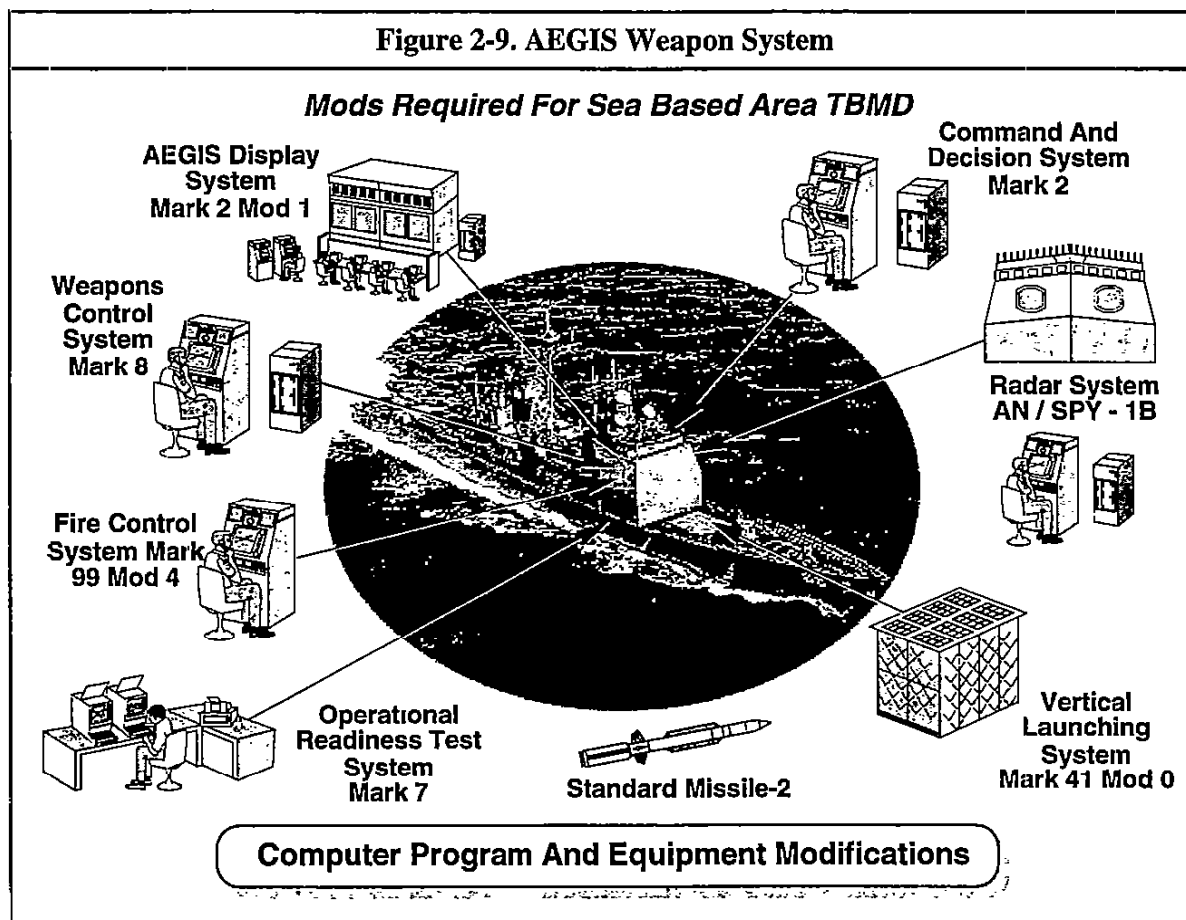 Figure 2-9. AEGIS Weapon System
Mods Required For Sea Based Area TBMD
AEGIS Display
System
Mark 2 Mod 1
Command And
Decision System
Mark 2
Weapons
Control
System
Mark 8
Radar System
AN / SPY - 1B
Fire Control
System Mark
99 Mod 4
Operational
Readiness Test
System
Mark 7
Standard Missile-2
Vertical
Launching
System
Mark 41 Mod 0
Computer Program And Equipment Modifications